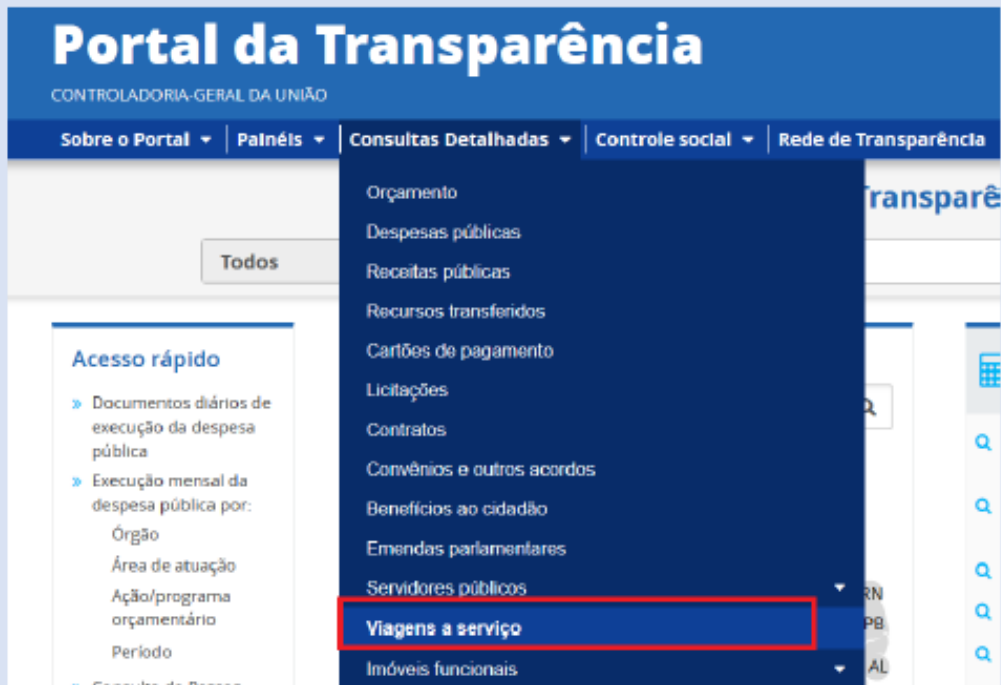 Portal da Transparência
CONTROLADORIA-GERAL DA UNIÃO
Sobre o Portal
Painéis
Consultas Detalhadas
Controle social
Rede de Transparência
Todos
Acesso rápido
Documentos diários de
execução da despesa
pública
Execução mensal da
despesa pública por:
Órgão
Área de atuação
Ação/programa
orçamentário
Período
Orçamento
Despesas públicas
Receitas públicas
Recursos transferidos
Cartões de pagamento
Licitações
Contratos
Convênios e outros acordos
Benefícios ao cidadão
Emendas parlamentares
Servidores públicos
Viagens a serviço
Imóveis funcionais
RN
PB
AL